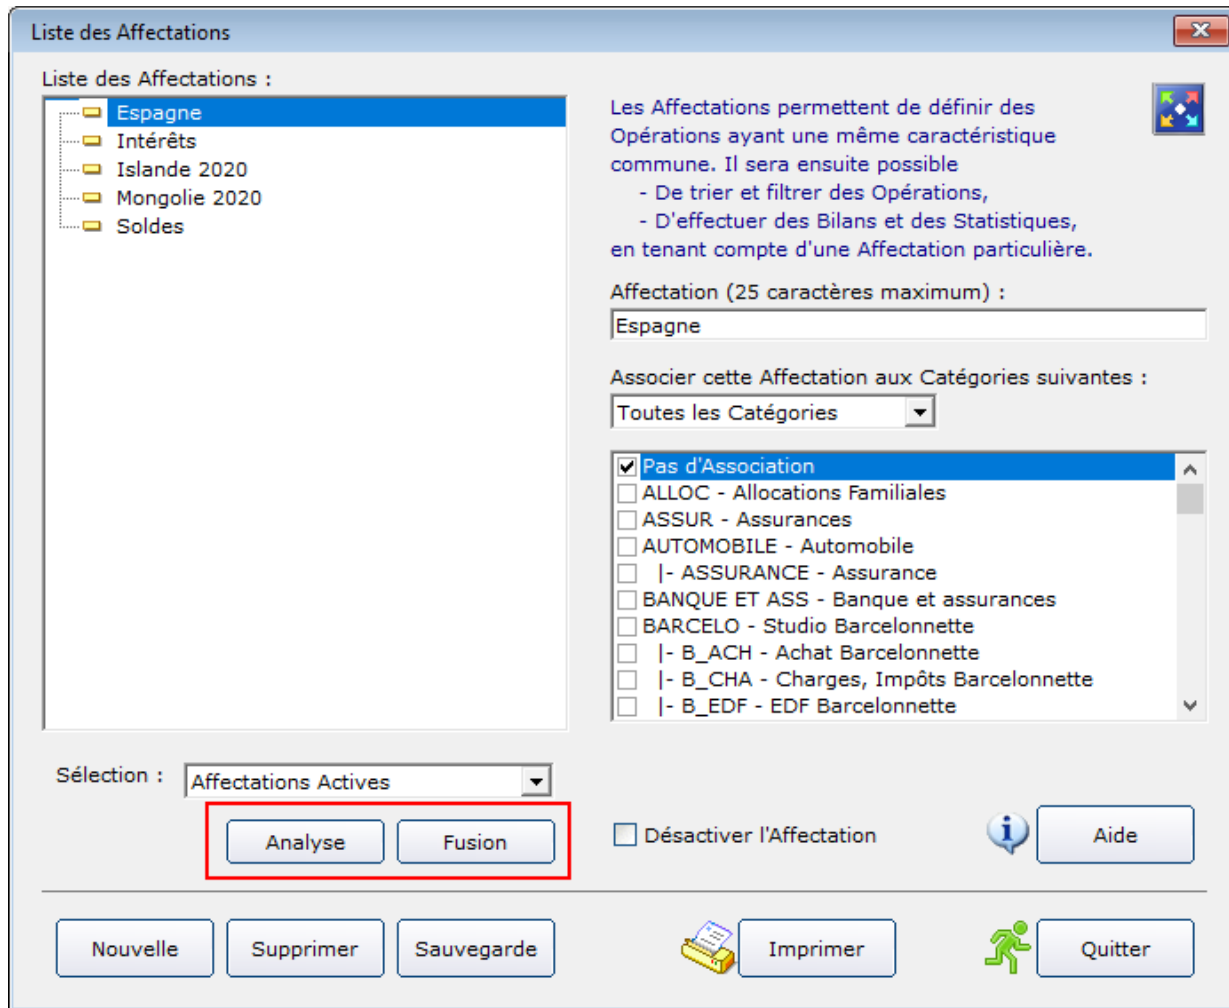 Liste des Affectations
Liste des Affectations :
Espagne
Intérêts
Islande 2020
Mongolie 2020
Soldes
Les Affectations permettent de définir des
Opérations ayant une même caractéristique
commune. Il sera ensuite possible
- De trier et filtrer des Opérations,
- D'effectuer des Bilans et des Statistiques,
en tenant compte d'une Affectation particulière.
Affectation (25 caractères maximum) :
Espagne
Associer cette Affectation aux Catégories suivantes :
Toutes les Catégories
Pas d'Association
ALLOC - Allocations Familiales
ASSUR - Assurances
AUTOMOBILE - Automobile
|- ASSURANCE - Assurance
BANQUE ET ASS - Banque et assurances
BARCELO - Studio Barcelonnette
|- B_ACH - Achat Barcelonnette
|- B_CHA - Charges, Impôts Barcelonnette
|- B_EDF - EDF Barcelonnette
Sélection :
Affectations Actives
Analyse
Fusion
Désactiver l'Affectation
Aide
Nouvelle
Supprimer
Sauvegarde
Imprimer
Quitter